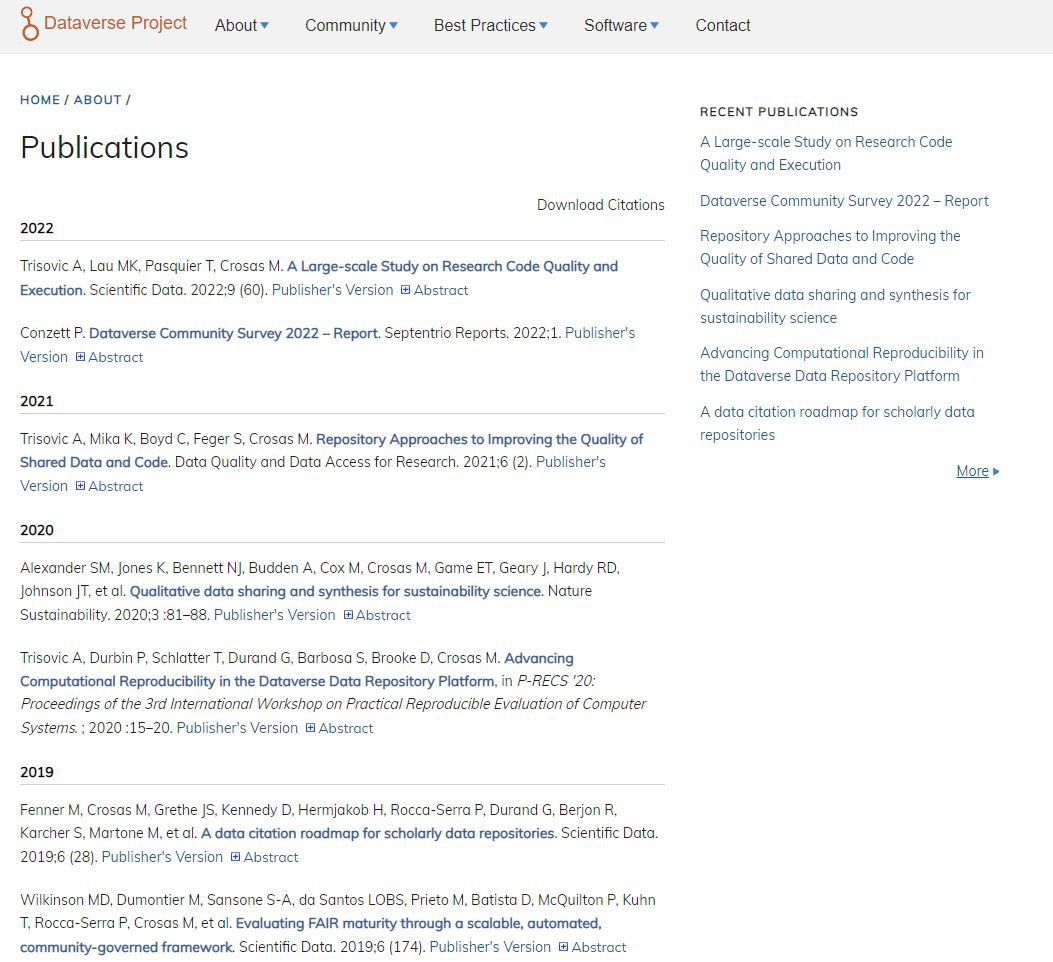 Dataverse Project About Community Best Practices Software Contact
HOME / ABOUT /
Publications
Download Citations
2022
Trisovic A, Lau MK, Pasquier T, Crosas M. A Large-scale Study on Research Code Quality and
Execution. Scientific Data. 2022;9 (60). Publisher's Version Abstract
Conzett P. Dataverse Community Survey 2022 – Report. Septentrio Reports. 2022;1. Publisher's
Version Abstract
2021
Trisovic A, Mika K, Boyd C, Feger S, Crosas M. Repository Approaches to Improving the Quality of
Shared Data and Code. Data Quality and Data Access for Research. 2021;6 (2). Publisher's
Version Abstract
2020
Alexander SM, Jones K, Bennett NJ, Budden A, Cox M, Crosas M, Game ET, Geary J, Hardy RD,
Johnson JT, et al. Qualitative data sharing and synthesis for sustainability science. Nature
Sustainability. 2020;3 :81–88. Publisher's Version Abstract
Trisovic A, Durbin P, Schlatter T, Durand G, Barbosa S, Brooke D, Crosas M. Advancing
Computational Reproducibility in the Dataverse Data Repository Platform, in P-RECS '20:
Proceedings of the 3rd International Workshop on Practical Reproducible Evaluation of Computer
Systems. ; 2020 :15–20. Publisher's Version Abstract
2019
Fenner M, Crosas M, Grethe JS, Kennedy D, Hermjakob H, Rocca-Serra P, Durand G, Berjon R,
Karcher S, Martone M, et al. A data citation roadmap for scholarly data repositories. Scientific Data.
2019;6 (28). Publisher's Version Abstract
Wilkinson MD, Dumontier M, Sansone S-A, da Santos LOBS, Prieto M, Batista D, McQuilton P, Kuhn
T, Rocca-Serra P, Crosas M, et al. Evaluating FAIR maturity through a scalable, automated,
community-governed framework. Scientific Data. 2019;6 (174). Publisher's Version Abstract
RECENT PUBLICATIONS
A Large-scale Study on Research Code
Quality and Execution
Dataverse Community Survey 2022 – Report
Repository Approaches to Improving the
Quality of Shared Data and Code
Qualitative data sharing and synthesis for
sustainability science
Advancing Computational Reproducibility in
the Dataverse Data Repository Platform
A data citation roadmap for scholarly data
repositories
More